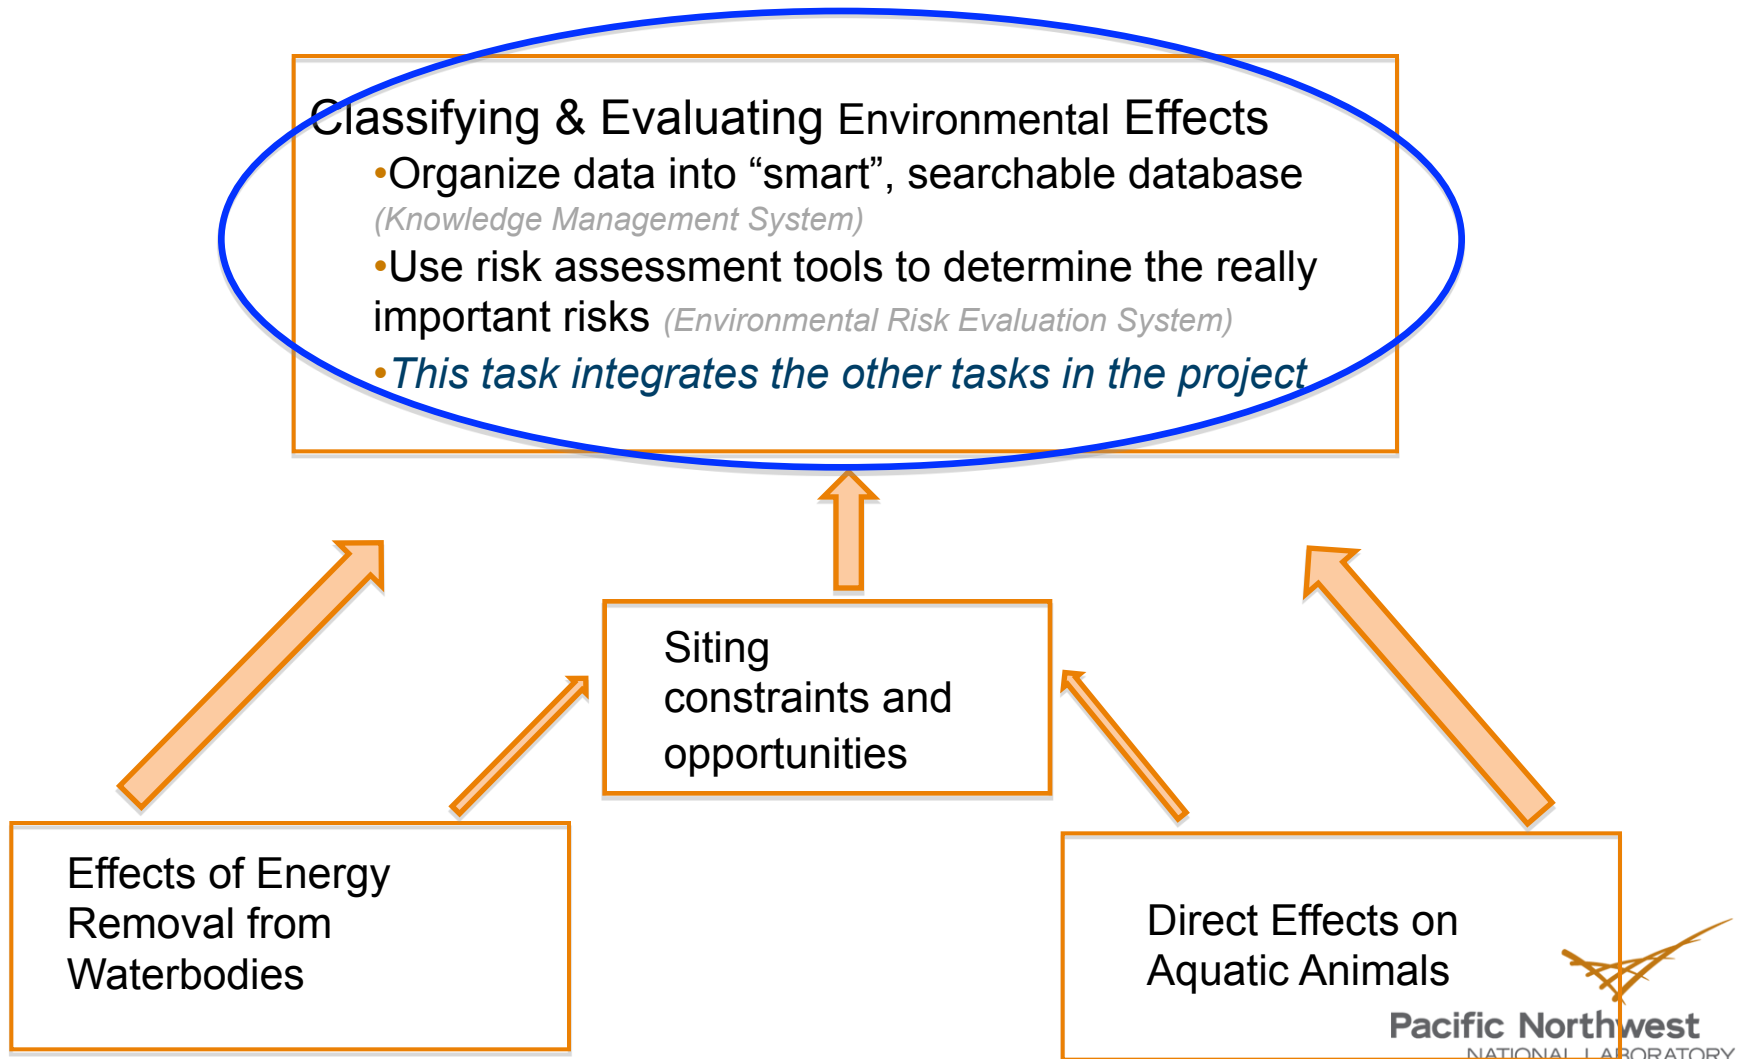 Classifying & Evaluating Environmental Effects
•Organize data into “smart”, searchable database
(Knowledge Management System)
•Use risk assessment tools to determine the really
important risks (Environmental Risk Evaluation System)
•This task integrates the other tasks in the project
Siting
constraints and
opportunities
Effects of Energy
Removal from
Waterbodies
Direct Effects on
Aquatic Animals
Pacific Northwest
NATIONAL LABORATORY